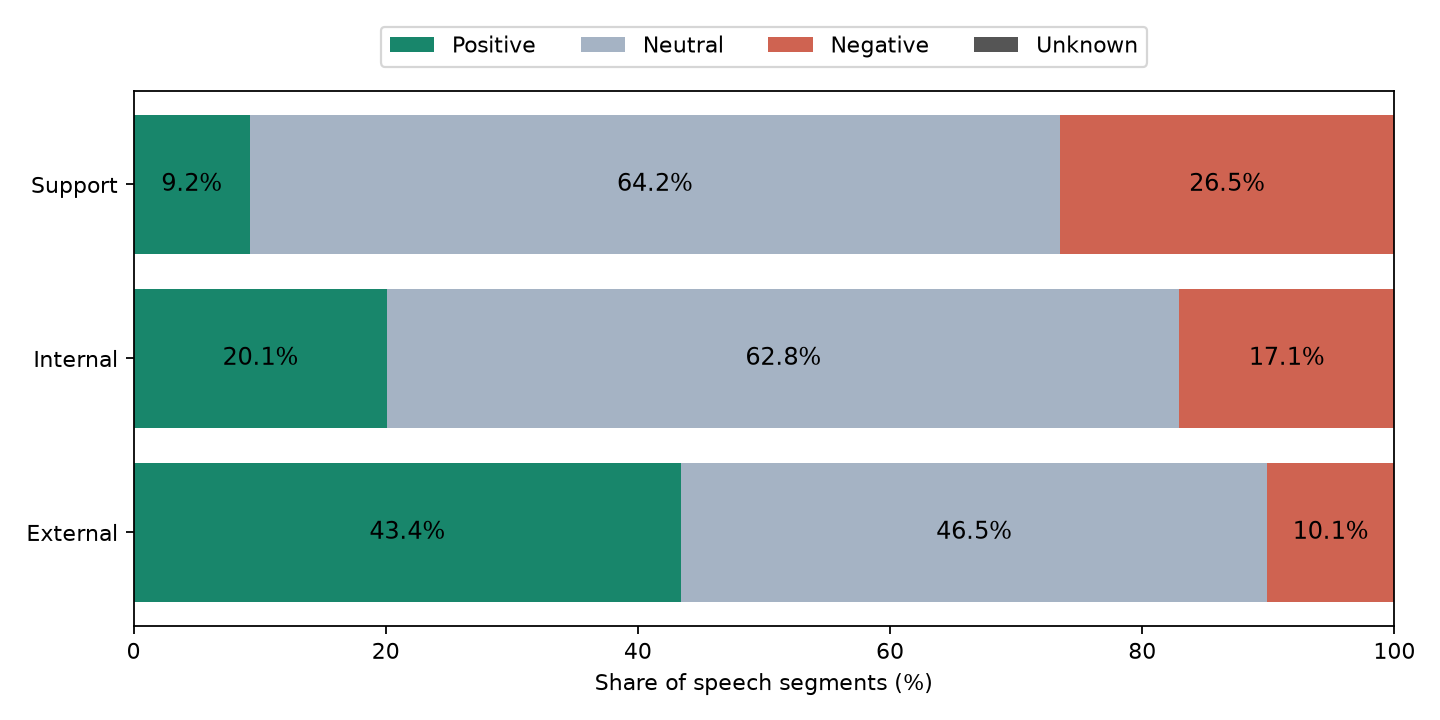 Positive Neutral Negative Unknown
Support 9.2% 64.2% 26.5%
Internal 20.1% 62.8% 17.1%
External 43.4% 46.5% 10.1%
0 20 40 60 80 100
Share of speech segments (%)